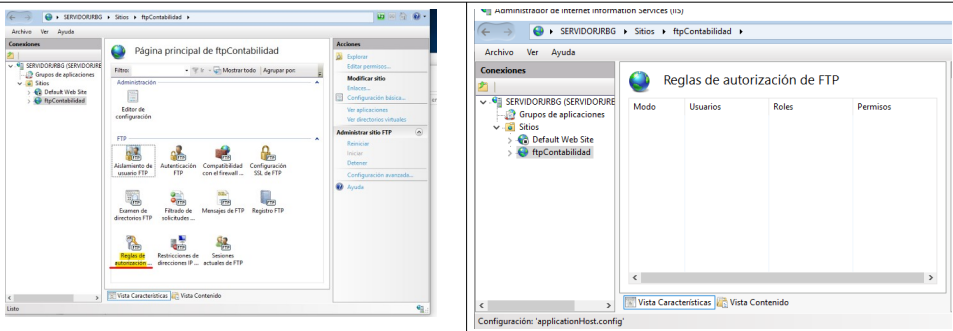 SERVIDORJRBG ▸ Sitios ▸ ftpContabilidad ▸
Archivo Ver Ayuda
Conexiones
SERVIDORJRBG (SERVIDORJRE
Grupos de aplicaciones
Sitios
Default Web Site
ftpContabilidad
Página principal de ftpContabilidad
Filtro: Mostrar todo Agrupar por:
Administración
Editor de
configuración
FTP
Aislamiento de usuario FTP
Autenticación FTP
Compatibilidad con el firewall ...
Configuración SSL de FTP
Examen de directorios FTP
Filtrado de solicitudes ...
Mensajes de FTP
Registro FTP
Reglas de autorización ...
Restricciones de direcciones IP ...
Sesiones actuales de FTP
Vista Características Vista Contenido
Acciones
Explorar
Editar permisos...
Modificar sitio
Enlaces...
Configuración básica...
Ver aplicaciones
Ver directorios virtuales
Administrar sitio FTP
Reiniciar
Iniciar
Detener
Configuración avanzada...
Ayuda
Listo
Administrador de Internet Information Services (IIS)
SERVIDORJRBG ▸ Sitios ▸ ftpContabilidad ▸
Archivo Ver Ayuda
Conexiones
SERVIDORJRBG (SERVIDORJRE
Grupos de aplicaciones
Sitios
Default Web Site
ftpContabilidad
Reglas de autorización de FTP
Modo Usuarios Roles Permisos
Vista Características Vista Contenido
Configuración: 'applicationHost.config'